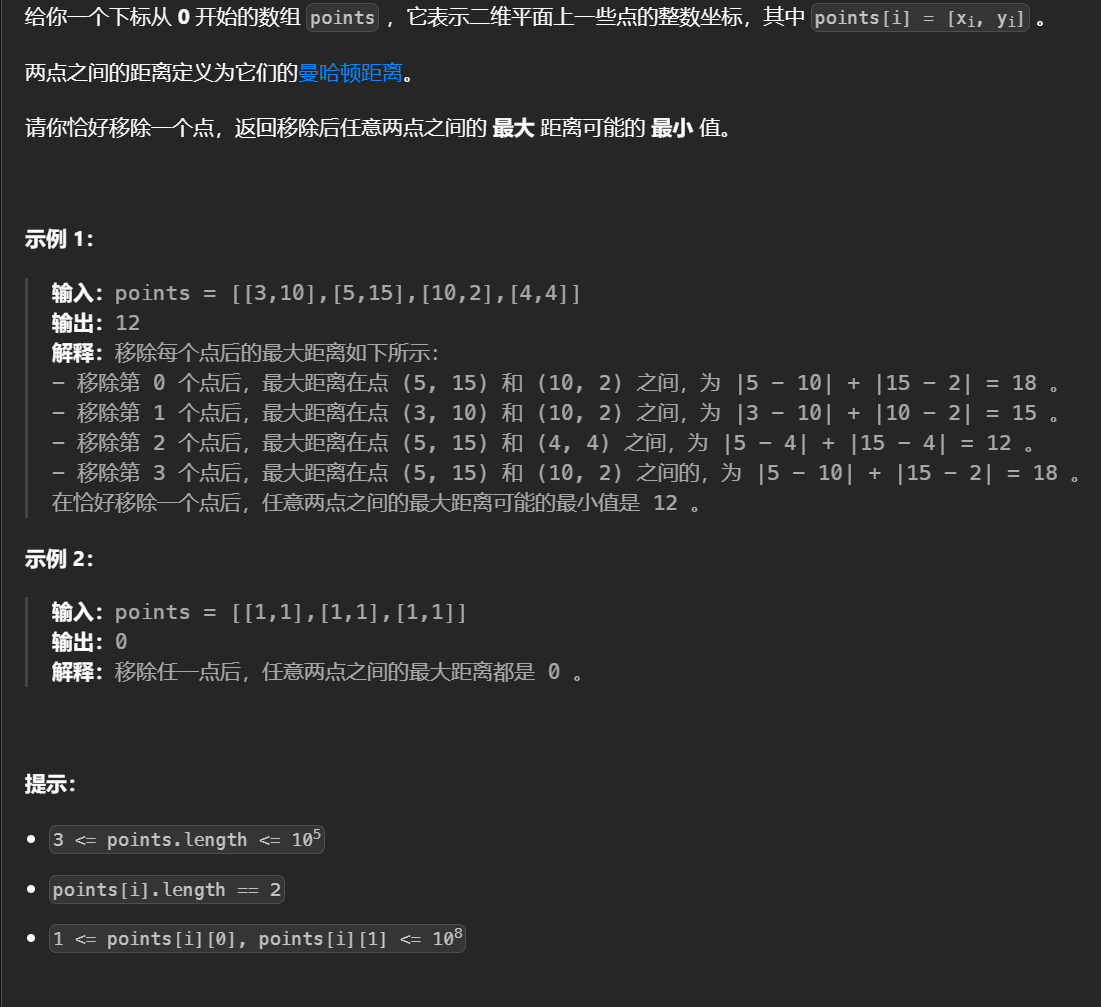 给你一个下标从 0 开始的数组 points ，它表示二维平面上一些点的整数坐标，其中 points[i] = [xi, yi] 。
两点之间的距离定义为它们的曼哈顿距离。
请你恰好移除一个点，返回移除后任意两点之间的 最大 距离可能的 最小 值。
示例 1：
输入：points = [[3,10],[5,15],[10,2],[4,4]]
输出：12
解释：移除每个点后的最大距离如下所示：
- 移除第 0 个点后，最大距离在点 (5, 15) 和 (10, 2) 之间，为 |5 - 10| + |15 - 2| = 18 。
- 移除第 1 个点后，最大距离在点 (3, 10) 和 (10, 2) 之间，为 |3 - 10| + |10 - 2| = 15 。
- 移除第 2 个点后，最大距离在点 (5, 15) 和 (4, 4) 之间，为 |5 - 4| + |15 - 4| = 12 。
- 移除第 3 个点后，最大距离在点 (5, 15) 和 (10, 2) 之间的，为 |5 - 10| + |15 - 2| = 18 。
在恰好移除一个点后，任意两点之间的最大距离可能的最小值是 12 。
示例 2：
输入：points = [[1,1],[1,1],[1,1]]
输出：0
解释：移除任一点后，任意两点之间的最大距离都是 0 。
提示：
• 3 <= points.length <= 10⁵
• points[i].length == 2
• 1 <= points[i][0], points[i][1] <= 10⁸